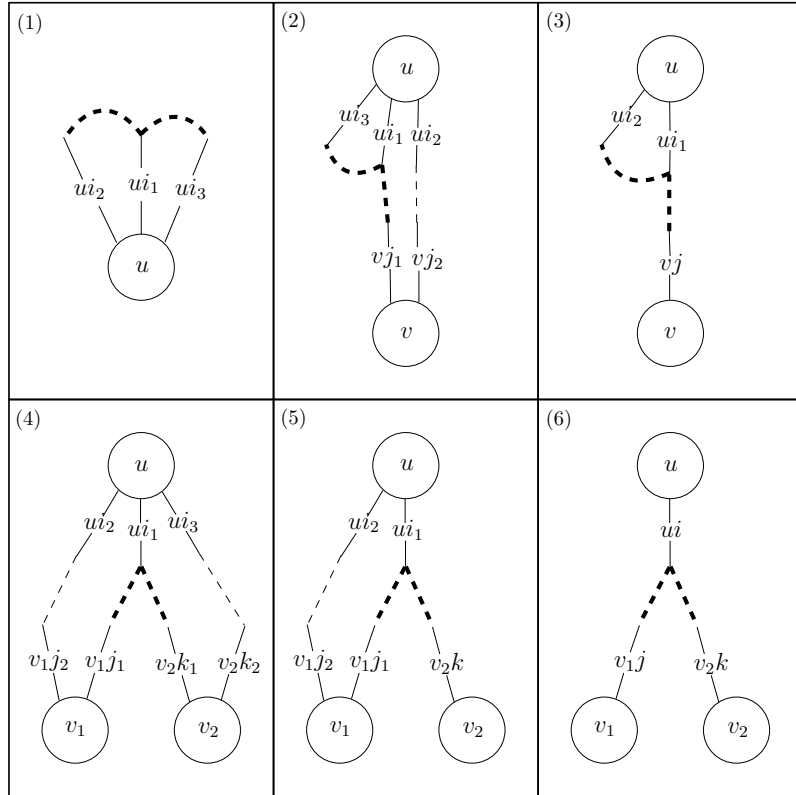 (1) (2) (3)
u u
ui₃ ui₂
ui₁ ui₂ ui₁
ui₂ ui₁ ui₃
vj₁ vj₂ vj
u
v v
(4) (5) (6)
u u u
ui₂ ui₃ ui₂
ui₁ ui₁ ui
v₁j₂ v₁j₁ v₂k₁ v₂k₂ v₁j₂ v₁j₁ v₂k v₁j v₂k
v₁ v₂ v₁ v₂ v₁ v₂